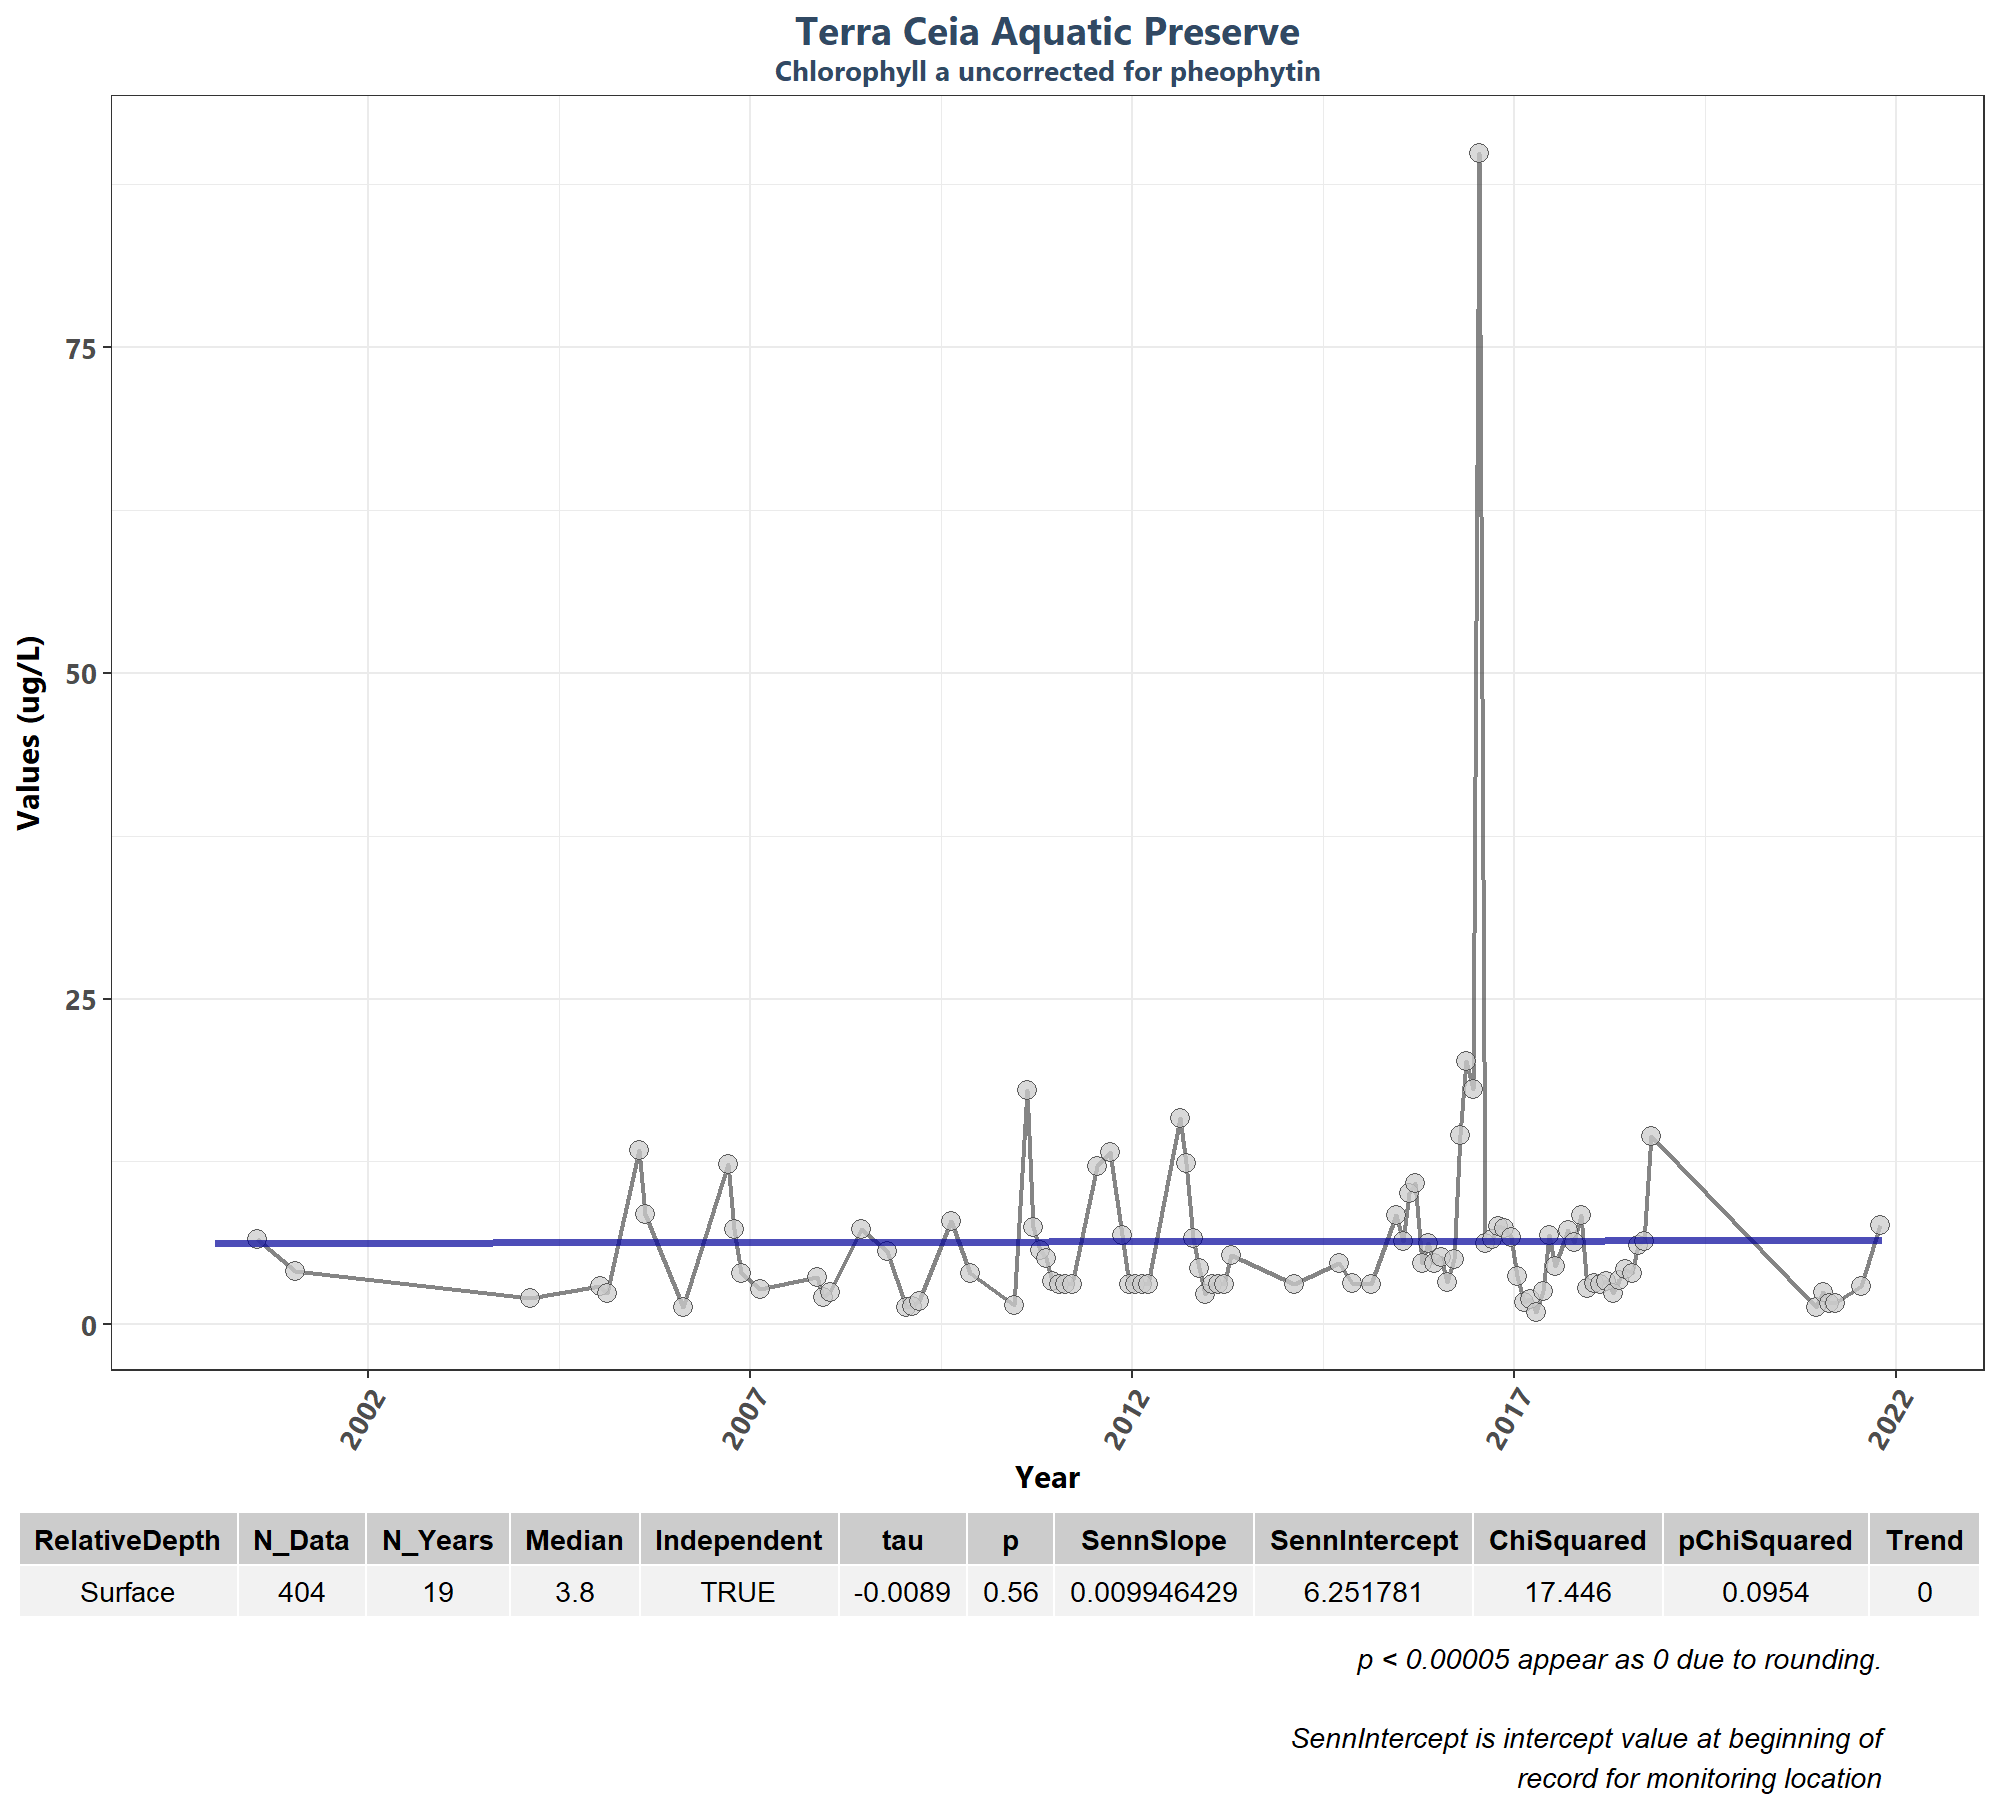 Terra Ceia Aquatic Preserve
Chlorophyll a uncorrected for pheophytin
Values (ug/L)
75
50
25
0
2002 2007 2012 2017 2022
Year
RelativeDepth N_Data N_Years Median Independent tau p SennSlope SennIntercept ChiSquared pChiSquared Trend
Surface 404 19 3.8 TRUE -0.0089 0.56 0.009946429 6.251781 17.446 0.0954 0
p < 0.00005 appear as 0 due to rounding.
SennIntercept is intercept value at beginning of
record for monitoring location